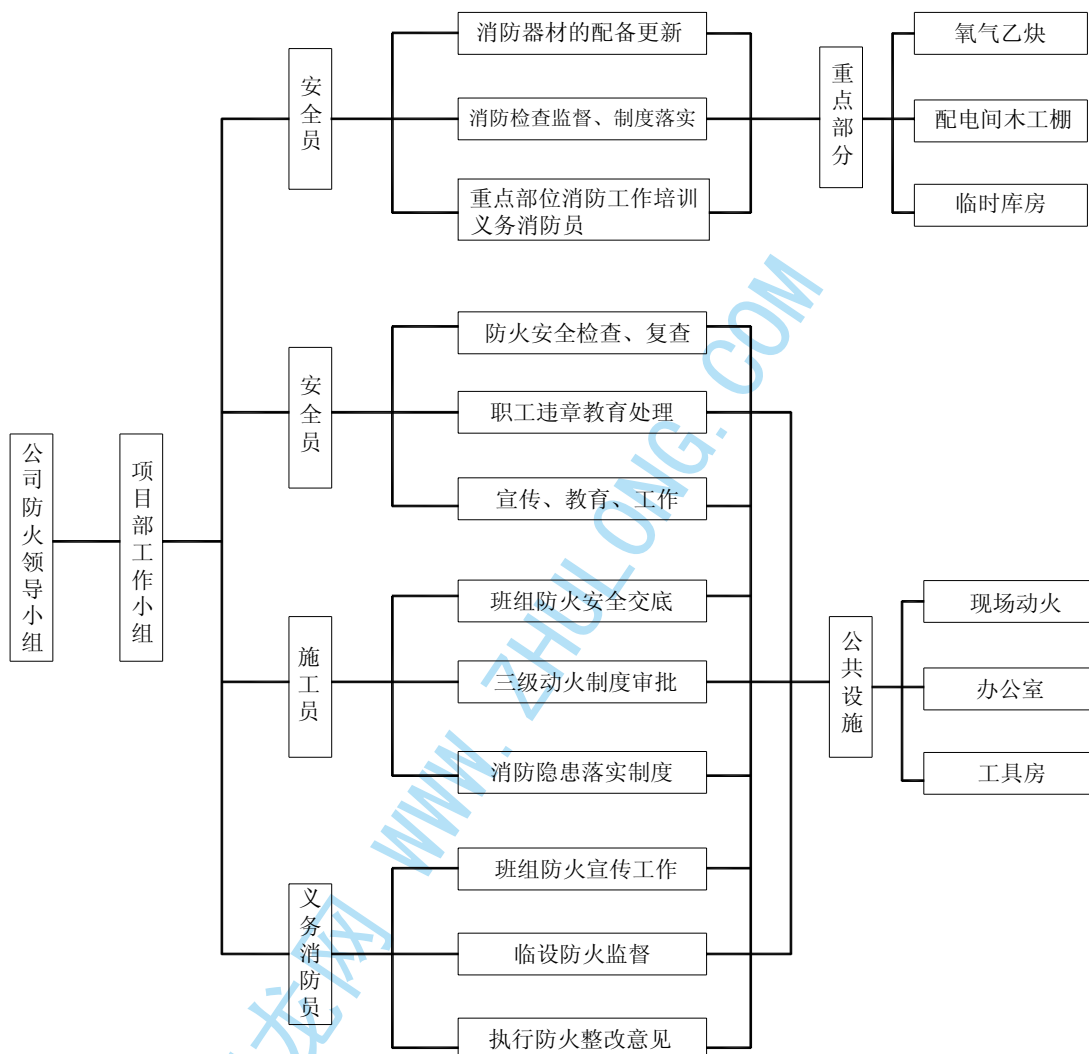 公司防火领导小组
项目部工作小组
安全员
消防器材的配备更新
消防检查监督、制度落实
重点部位消防工作培训
义务消防员
重点部分
氧气乙炔
配电间木工棚
临时库房
安全员
防火安全检查、复查
职工违章教育处理
宣传、教育、工作
施工员
班组防火安全交底
三级动火制度审批
消防隐患落实制度
义务消防员
班组防火宣传工作
临设防火监督
执行防火整改意见
公共设施
现场动火
办公室
工具房
龙网 WWW. ZHULONG. COM